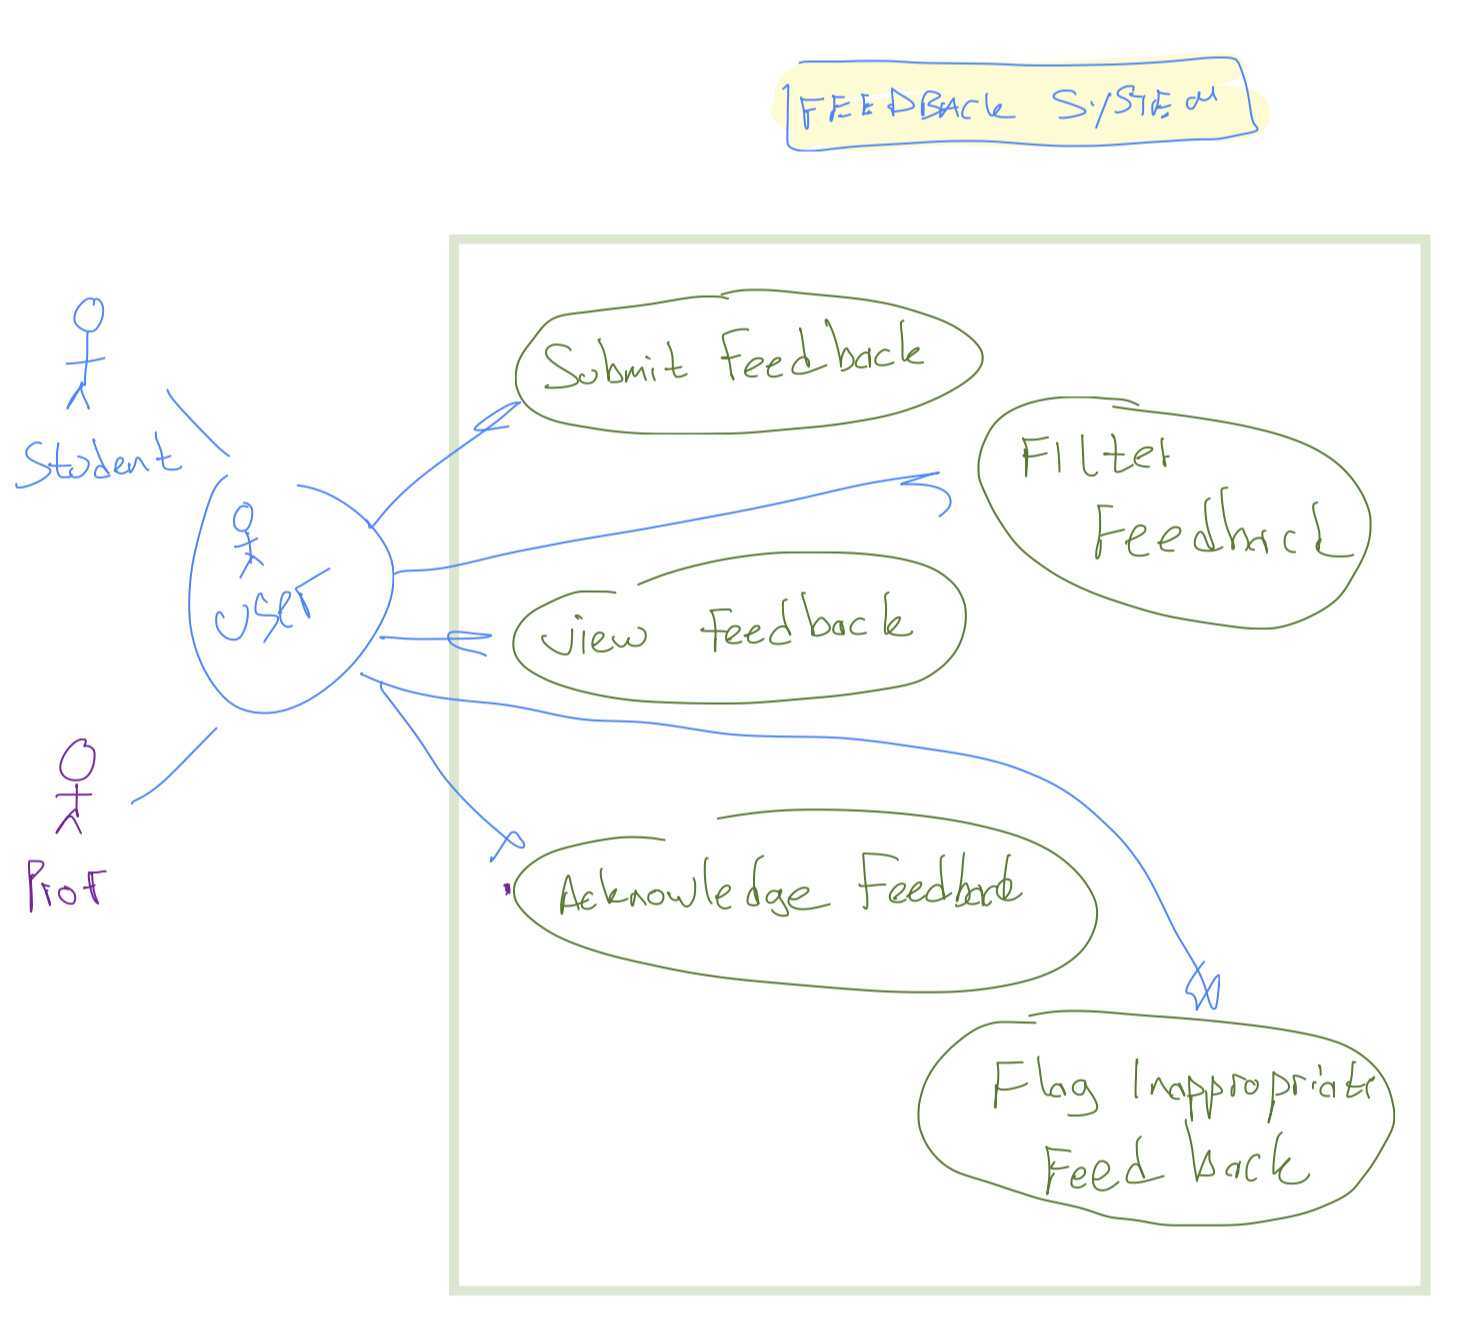 FEEDBACK SYSTEM
Submit Feedback
Student
Filter
Feedback
User
View Feedback
Prof
Acknowledge Feedback
Flag Inappropriate
Feedback